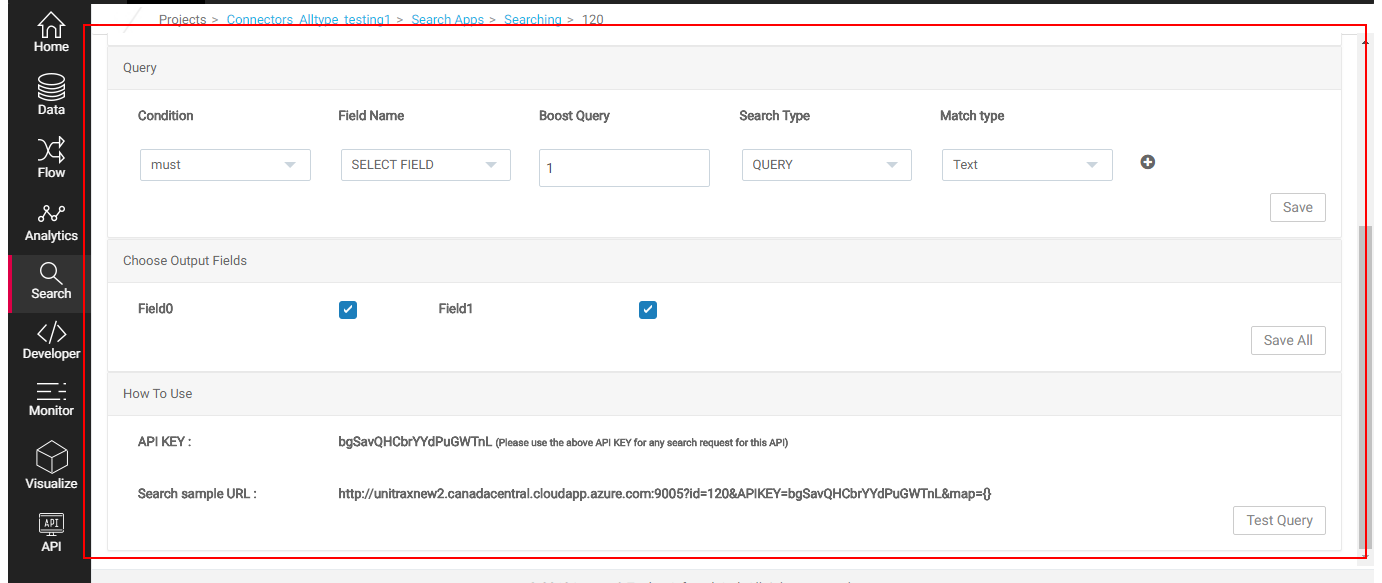 Projects > Connectors_Alltype_testing1 > Search Apps > Searching > 120
Home
Data
Flow
Analytics
Search
Developer
Monitor
Visualize
API
API
Query
Condition Field Name Boost Query Search Type Match type
must SELECT FIELD 1 QUERY Text
Save
Choose Output Fields
Field0 Field1
Save All
How To Use
API KEY : bgSavQHCbrYYdPuGWTnL (Please use the above API KEY for any search request for this API)
Search sample URL : http://unitraxnew2.canadacentral.cloudapp.azure.com:9005?id=120&APIKEY=bgSavQHCbrYYdPuGWTnL&map={}
Test Query